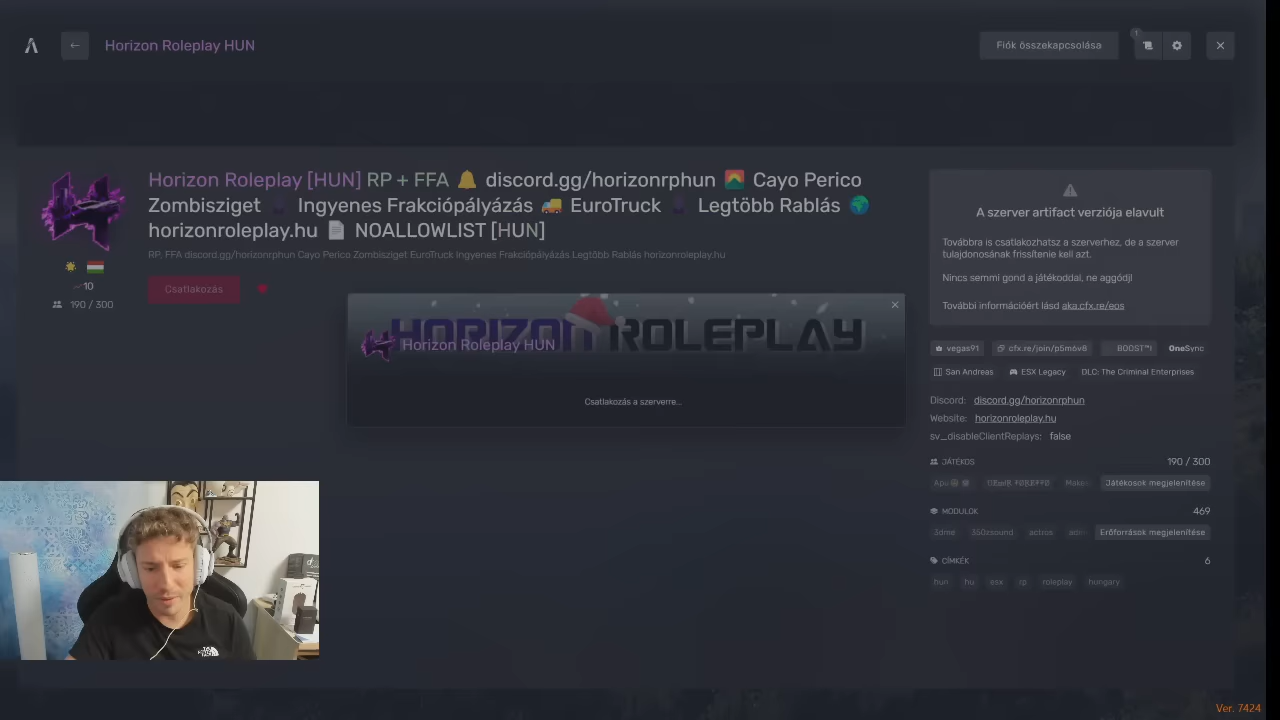 Horizon Roleplay HUN
Fiók összekapcsolása
1
Horizon Roleplay [HUN] RP + FFA 🔔 discord.gg/horizonrphun 🌄 Cayo Perico
Zombisziget Ingyenes Frakciópályázás 🚚 EuroTruck Legtöbb Rablás 🌍
horizonroleplay.hu 📄 NOALLOWLIST [HUN]
RP, FFA discord.gg/horizonrphun Cayo Perico Zombisziget EuroTruck Ingyenes Frakciópályázás Legtöbb Rablás horizonroleplay.hu
10
190 / 300
Csatlakozás
HORIZON ROLEPLAY
Horizon Roleplay HUN
Csatlakozás a szerverre...
A szerver artifact verziója elavult
Továbbra is csatlakozhatsz a szerverhez, de a szerver
tulajdonosának frissítenie kell azt.
Nincs semmi gond a játékoddal, ne aggódj!
További információért lásd aka.cfx.re/eos
vegas91 cfx.re/join/p5m6v8 BOOST™! OneSync
San Andreas ESX Legacy DLC: The Criminal Enterprises
Discord: discord.gg/horizonrphun
Website: horizonroleplay.hu
sv_disableClientReplays: false
JÁTÉKOS 190 / 300
Játékosok megjelenítése
MODULOK 469
3dme 350zsound actros Erőforrások megjelenítése
CÍMKÉK 6
hun hu esx rp roleplay hungary
Ver. 7424